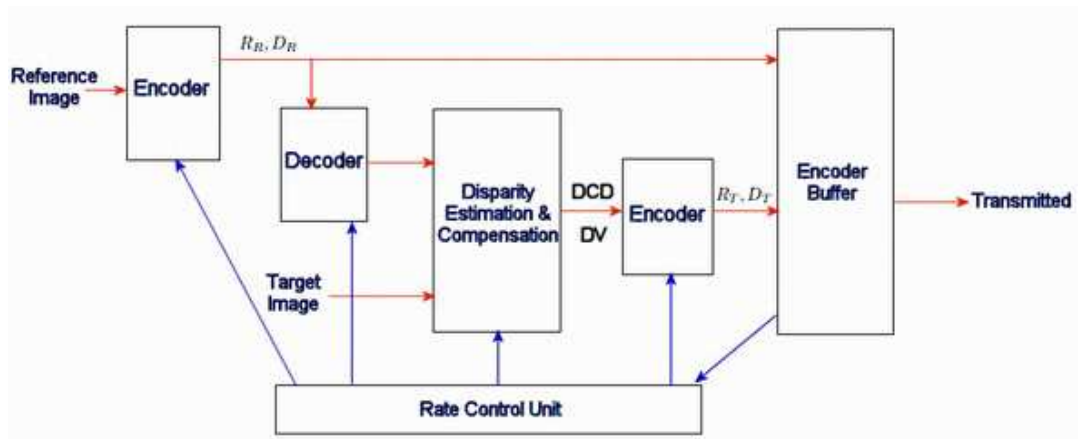 R_R, D_R
Reference
Image
Encoder
Decoder
Disparity
Estimation &
Compensation
DCD
DV
Encoder
R_T, D_T
Encoder
Buffer
Transmitted
Target
Image
Rate Control Unit